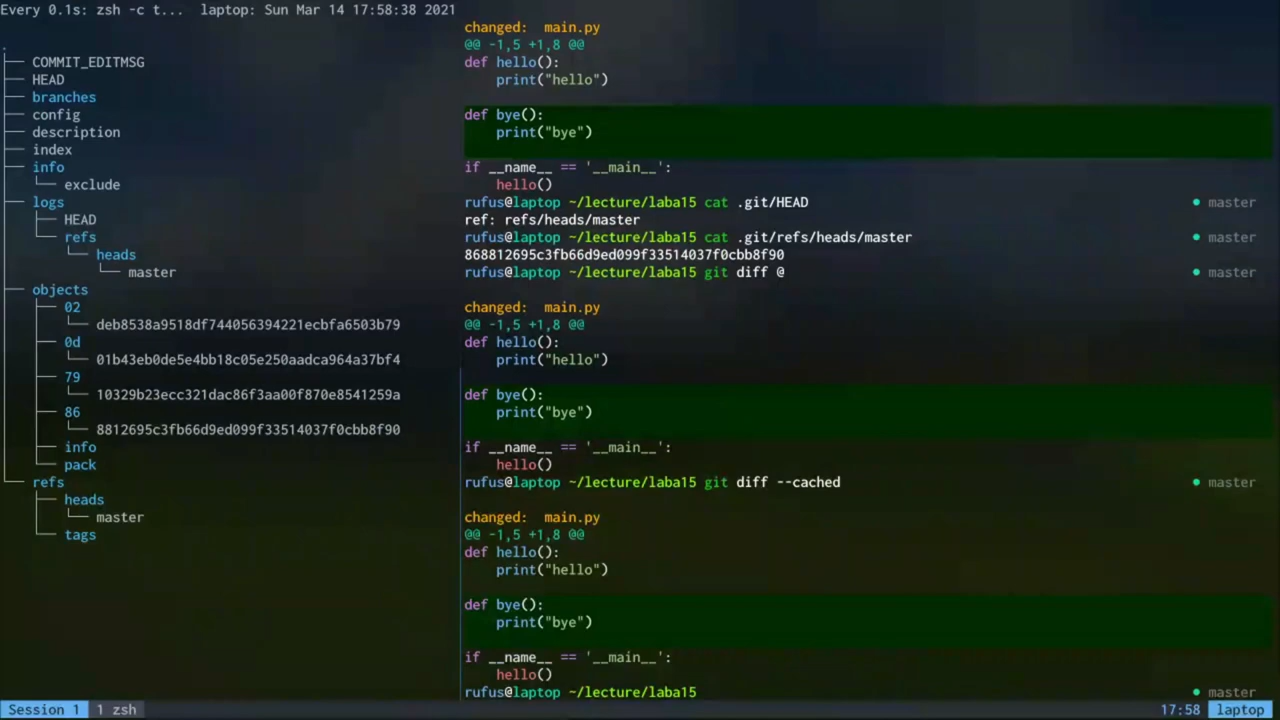 Every 0.1s: zsh -c t...  laptop: Sun Mar 14 17:58:38 2021
.
COMMIT_EDITMSG
HEAD
branches
config
description
index
info
exclude
logs
HEAD
refs
heads
master
objects
02
deb8538a9518df744056394221ecbfa6503b79
0d
01b43eb0de5e4bb18c05e250aadca964a37bf4
79
10329b23ecc321dac86f3aa00f870e8541259a
86
8812695c3fb66d9ed099f33514037f0cbb8f90
info
pack
refs
heads
master
tags
changed:  main.py
@@ -1,5 +1,8 @@
def hello():
    print("hello")
def bye():
    print("bye")
if __name__ == '__main__':
    hello()
rufus@laptop ~/lecture/laba15 cat .git/HEAD ● master
ref: refs/heads/master
rufus@laptop ~/lecture/laba15 cat .git/refs/heads/master ● master
868812695c3fb66d9ed099f33514037f0cbb8f90
rufus@laptop ~/lecture/laba15 git diff @ ● master
changed:  main.py
@@ -1,5 +1,8 @@
def hello():
    print("hello")
def bye():
    print("bye")
if __name__ == '__main__':
    hello()
rufus@laptop ~/lecture/laba15 git diff --cached ● master
changed:  main.py
@@ -1,5 +1,8 @@
def hello():
    print("hello")
def bye():
    print("bye")
if __name__ == '__main__':
    hello()
rufus@laptop ~/lecture/laba15 ● master
Session 1  1 zsh  17:58  laptop